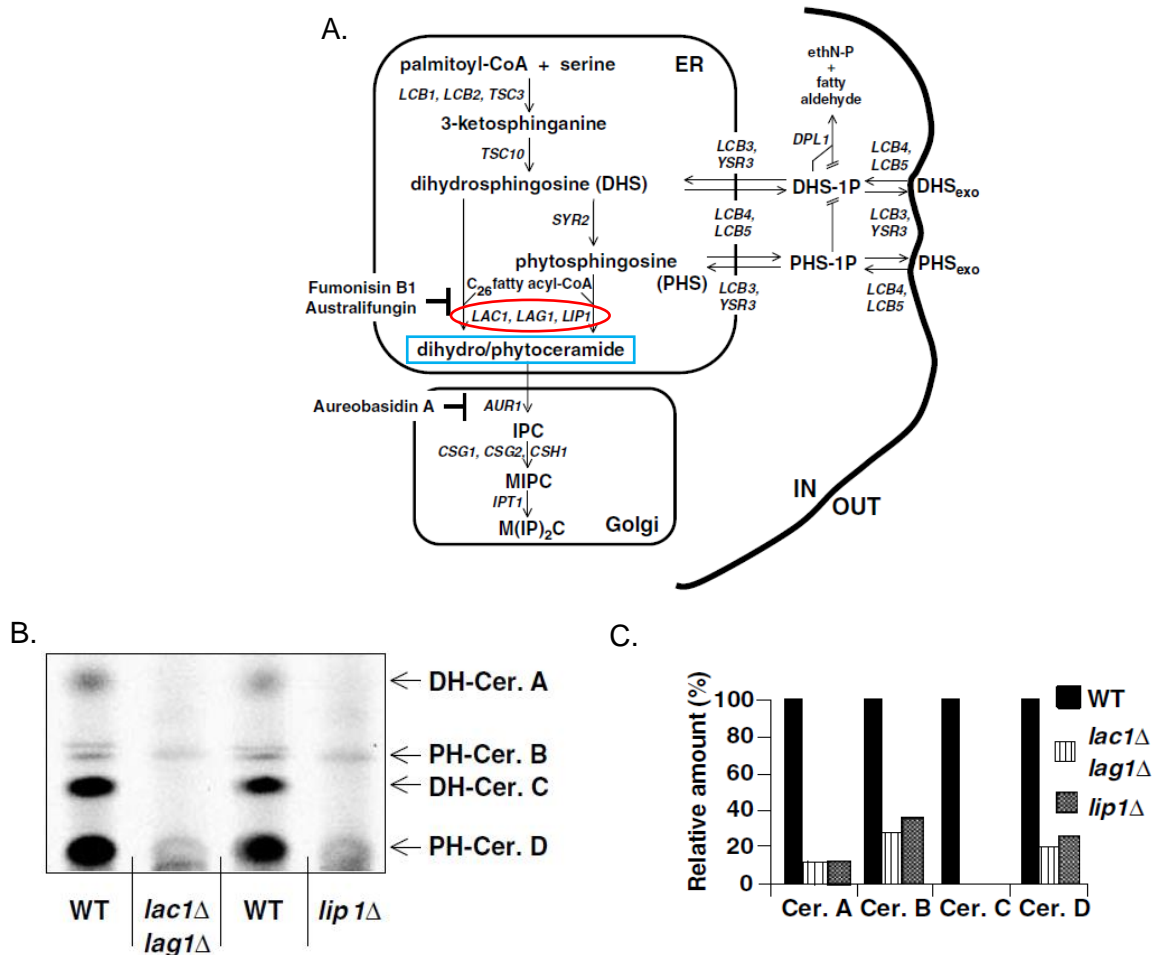 A.
palmitoyl-CoA + serine
ER
LCB1, LCB2, TSC3
3-ketosphinganine
TSC10
dihydrosphingosine (DHS)
SYR2
phytosphingosine
(PHS)
C26fatty acyl-CoA
Fumonisin B1
Australifungin
LAC1, LAG1, LIP1
dihydro/phytoceramide
LCB3,
YSR3
LCB4,
LCB5
LCB3,
YSR3
ethN-P
+
fatty
aldehyde
DPL1
LCB4,
LCB5
DHS-1P
DHSexo
LCB3,
YSR3
PHS-1P
PHSexo
LCB4,
LCB5
Aureobasidin A
AUR1
IPC
CSG1, CSG2, CSH1
MIPC
IPT1
M(IP)2C
Golgi
IN
OUT
B.
DH-Cer. A
PH-Cer. B
DH-Cer. C
PH-Cer. D
WT
lac1Δ
lag1Δ
WT
lip 1Δ
C.
Relative amount (%)
100
80
60
40
20
0
Cer. A Cer. B Cer. C Cer. D
WT
lac1Δ
lag1Δ
lip1Δ